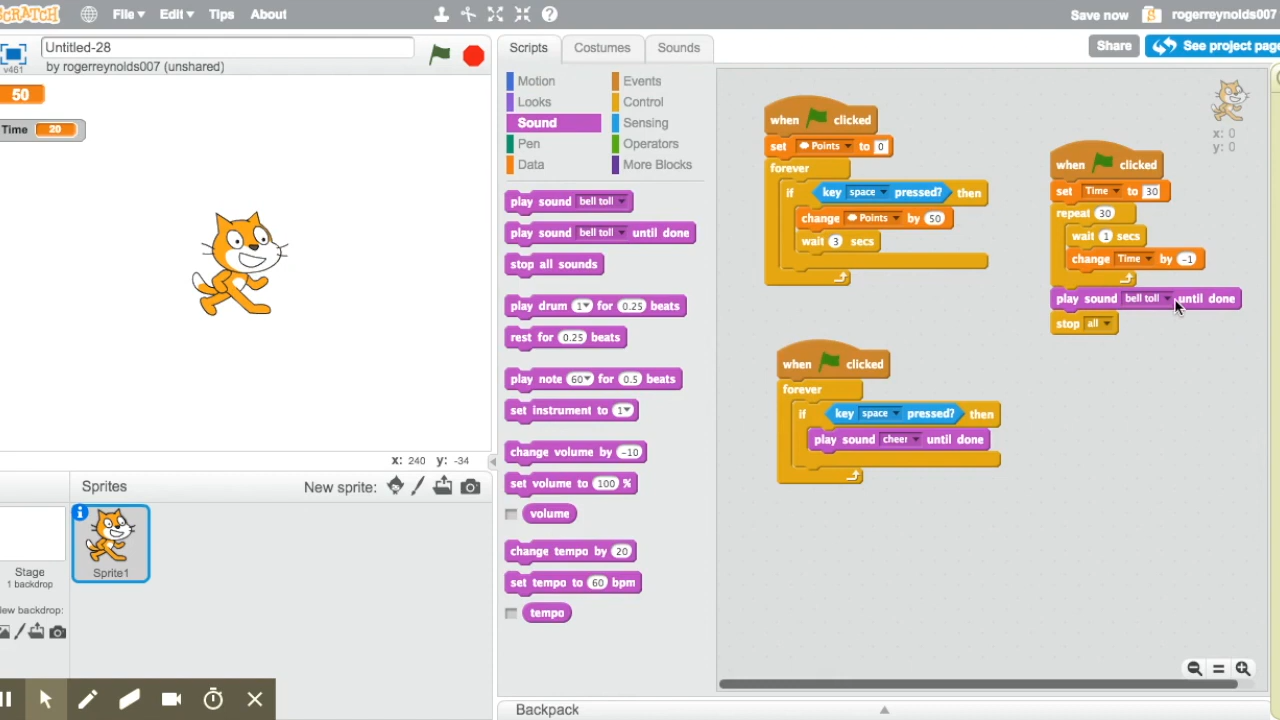 SCRATCH
File Edit Tips About
Save now rogerreynolds007
Untitled-28
by rogerreynolds007 (unshared)
v461
50
Time 20
x: 240 y: -34
Sprites New sprite:
Sprite1
Stage
1 backdrop
New backdrop:
Scripts Costumes Sounds
Share See project page
Motion Events
Looks Control
Sound Sensing
Pen Operators
Data More Blocks
play sound bell toll
play sound bell toll until done
stop all sounds
play drum 1 for 0.25 beats
rest for 0.25 beats
play note 60 for 0.5 beats
set instrument to 1
change volume by -10
set volume to 100 %
volume
change tempo by 20
set tempo to 60 bpm
tempo
when clicked
set Points to 0
forever
if key space pressed? then
change Points by 50
wait 3 secs
when clicked
forever
if key space pressed? then
play sound cheer until done
when clicked
set Time to 30
repeat 30
wait 1 secs
change Time by -1
play sound bell toll until done
stop all
x: 0
y: 0
Backpack